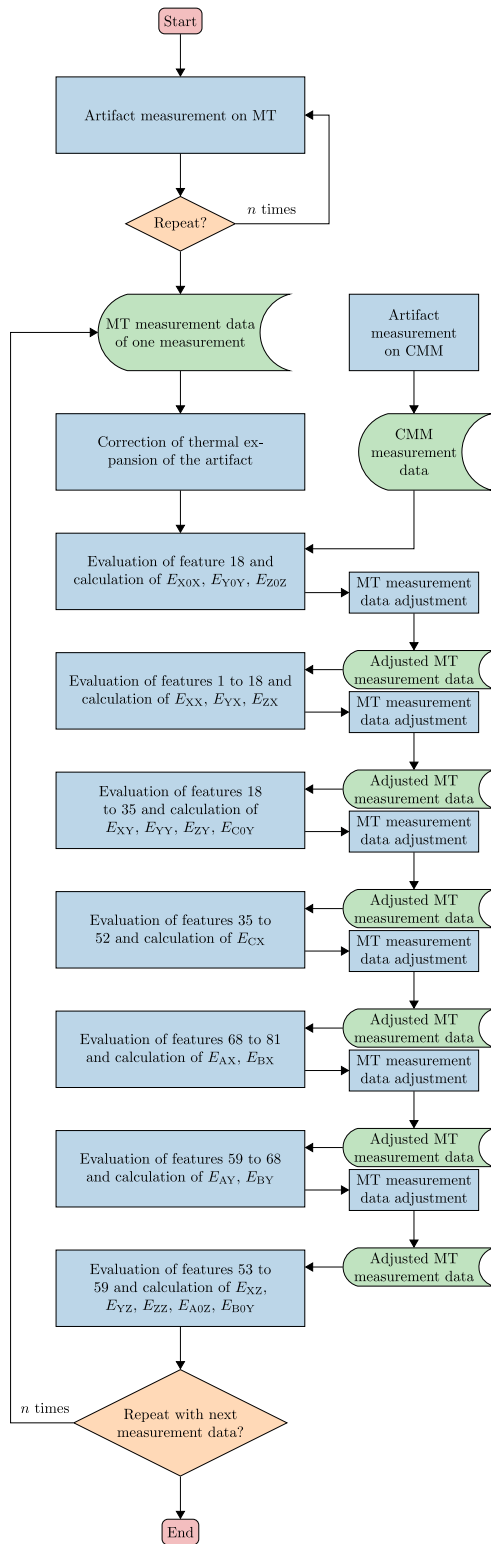 Start
Artifact measurement on MT
Repeat?
n times
MT measurement data
of one measurement
Artifact
measurement
on CMM
Correction of thermal ex-
pansion of the artifact
CMM
measurement
data
Evaluation of feature 18 and
calculation of E_X0X, E_Y0Y, E_Z0Z
MT measurement
data adjustment
Adjusted MT
measurement data
Evaluation of features 1 to 18 and
calculation of E_XX, E_YX, E_ZX
MT measurement
data adjustment
Adjusted MT
measurement data
Evaluation of features 18
to 35 and calculation of
E_XY, E_YY, E_ZY, E_C0Y
MT measurement
data adjustment
Adjusted MT
measurement data
Evaluation of features 35 to
52 and calculation of E_CX
MT measurement
data adjustment
Adjusted MT
measurement data
Evaluation of features 68 to 81
and calculation of E_AX, E_BX
MT measurement
data adjustment
Adjusted MT
measurement data
Evaluation of features 59 to 68
and calculation of E_AY, E_BY
MT measurement
data adjustment
Adjusted MT
measurement data
Evaluation of features 53 to
59 and calculation of E_XZ,
E_YZ, E_ZZ, E_A0Z, E_B0Y
n times
Repeat with next
measurement data?
End